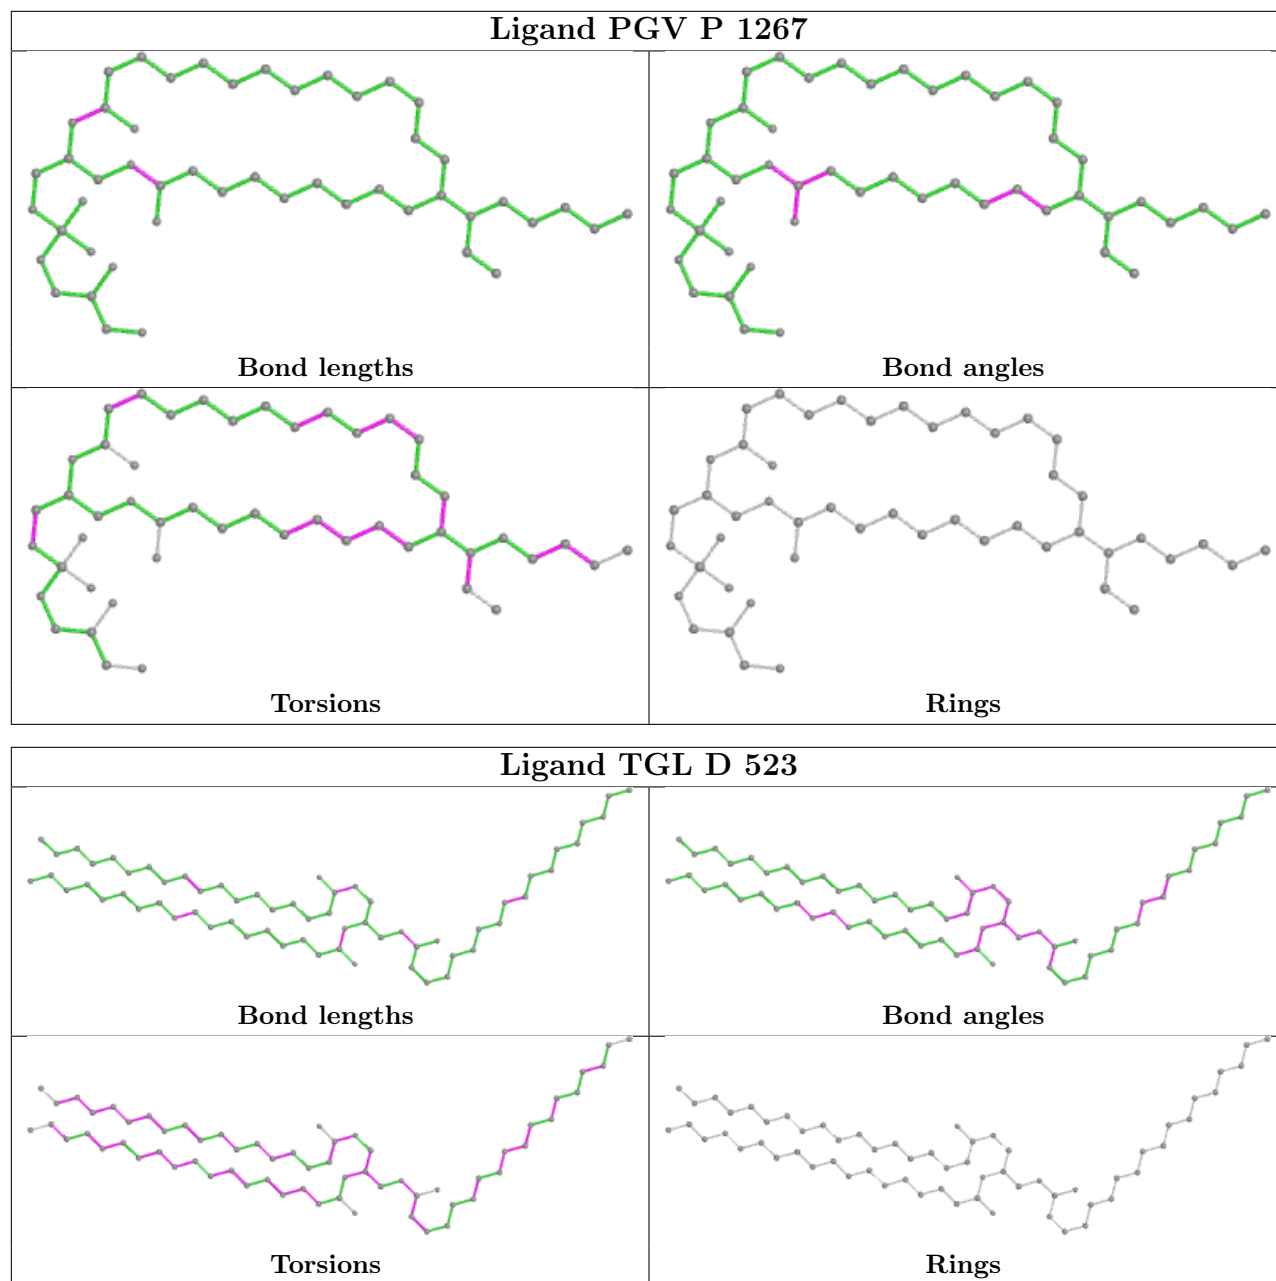 Ligand PGV P 1267
Bond lengths
Bond angles
Torsions
Rings
Ligand TGL D 523
Bond lengths
Bond angles
Torsions
Rings